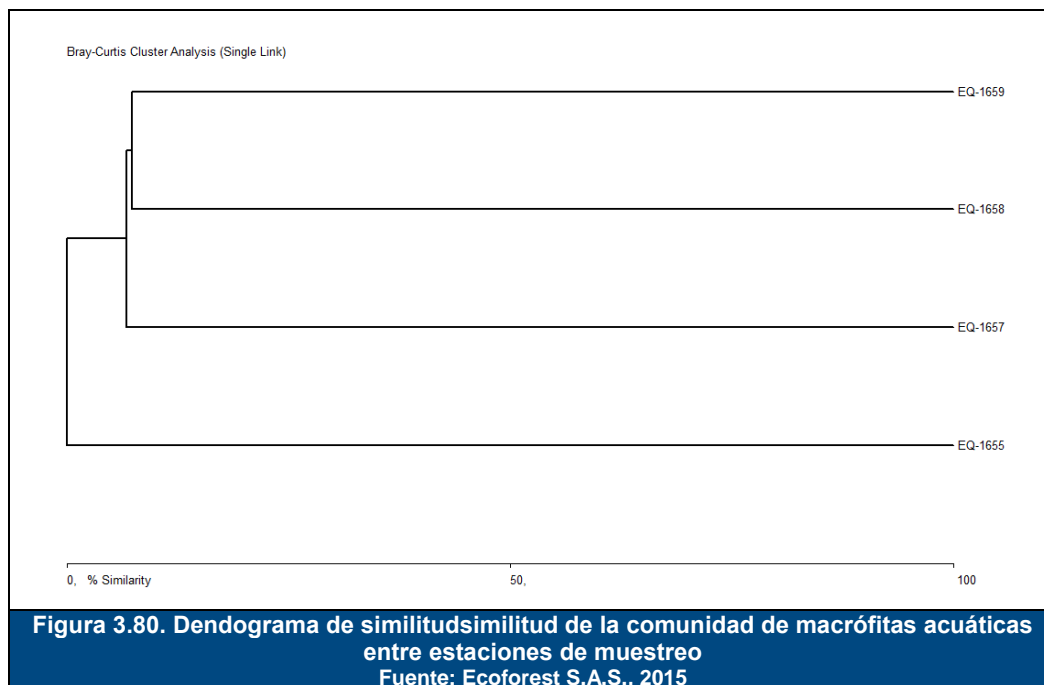 Bray-Curtis Cluster Analysis (Single Link)
EQ-1659
EQ-1658
EQ-1657
EQ-1655
0, % Similarity 50, 100
Figura 3.80. Dendograma de similitudsimilitud de la comunidad de macrófitas acuáticas
entre estaciones de muestreo
Fuente: Ecoforest S.A.S., 2015